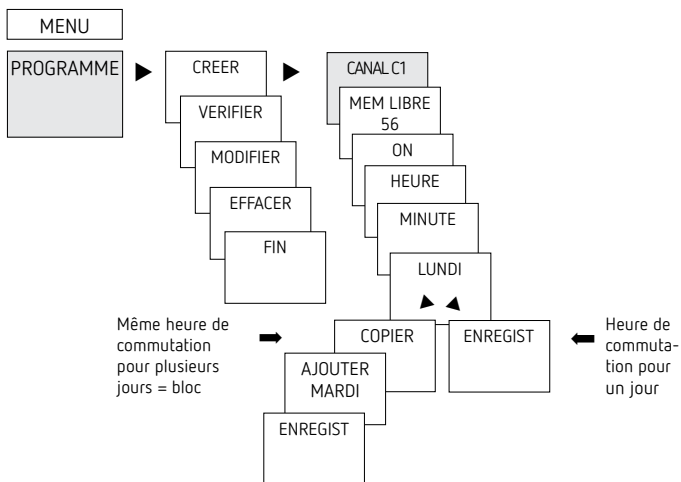 MENU
PROGRAMME
CREER
VERIFIER
MODIFIER
EFFACER
FIN
CANAL C1
MEM LIBRE
56
ON
HEURE
MINUTE
LUNDI
Même heure de
commutation
pour plusieurs
jours = bloc
COPIER
AJOUTER
MARDI
ENREGIST
ENREGIST
Heure de
commuta-
tion pour
un jour